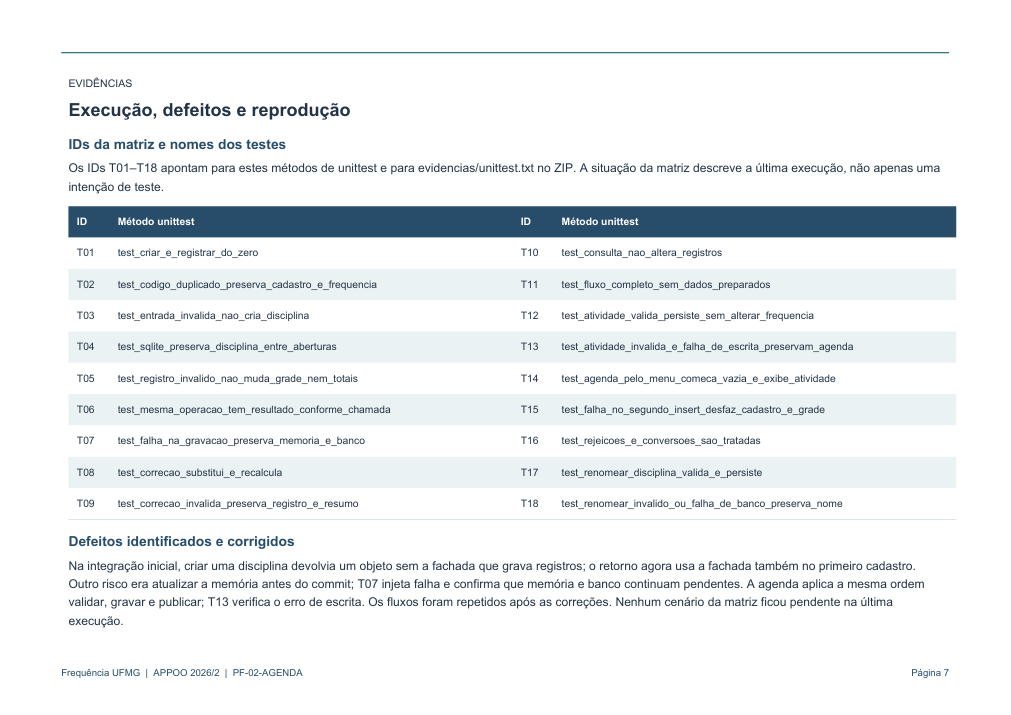 EVIDÊNCIAS
Execução, defeitos e reprodução
IDs da matriz e nomes dos testes
Os IDs T01–T18 apontam para estes métodos de unittest e para evidencias/unittest.txt no ZIP. A situação da matriz descreve a última execução, não apenas uma
intenção de teste.
ID Método unittest ID Método unittest
T01 test_criar_e_registrar_do_zero T10 test_consulta_nao_altera_registros
T02 test_codigo_duplicado_preserva_cadastro_e_frequencia T11 test_fluxo_completo_sem_dados_preparados
T03 test_entrada_invalida_nao_cria_disciplina T12 test_atividade_valida_persiste_sem_alterar_frequencia
T04 test_sqlite_preserva_disciplina_entre_aberturas T13 test_atividade_invalida_e_falha_de_escrita_preservam_agenda
T05 test_registro_invalido_nao_muda_grade_nem_totais T14 test_agenda_pelo_menu_comeca_vazia_e_exibe_atividade
T06 test_mesma_operacao_tem_resultado_conforme_chamada T15 test_falha_no_segundo_insert_desfaz_cadastro_e_grade
T07 test_falha_na_gravacao_preserva_memoria_e_banco T16 test_rejeicoes_e_conversoes_sao_tratadas
T08 test_correcao_substitui_e_recalcula T17 test_renomear_disciplina_valida_e_persiste
T09 test_correcao_invalida_preserva_registro_e_resumo T18 test_renomear_invalido_ou_falha_de_banco_preserva_nome
Defeitos identificados e corrigidos
Na integração inicial, criar uma disciplina devolvia um objeto sem a fachada que grava registros; o retorno agora usa a fachada também no primeiro cadastro.
Outro risco era atualizar a memória antes do commit; T07 injeta falha e confirma que memória e banco continuam pendentes. A agenda aplica a mesma ordem
validar, gravar e publicar; T13 verifica o erro de escrita. Os fluxos foram repetidos após as correções. Nenhum cenário da matriz ficou pendente na última
execução.
Frequência UFMG | APPOO 2026/2 | PF-02-AGENDA Página 7